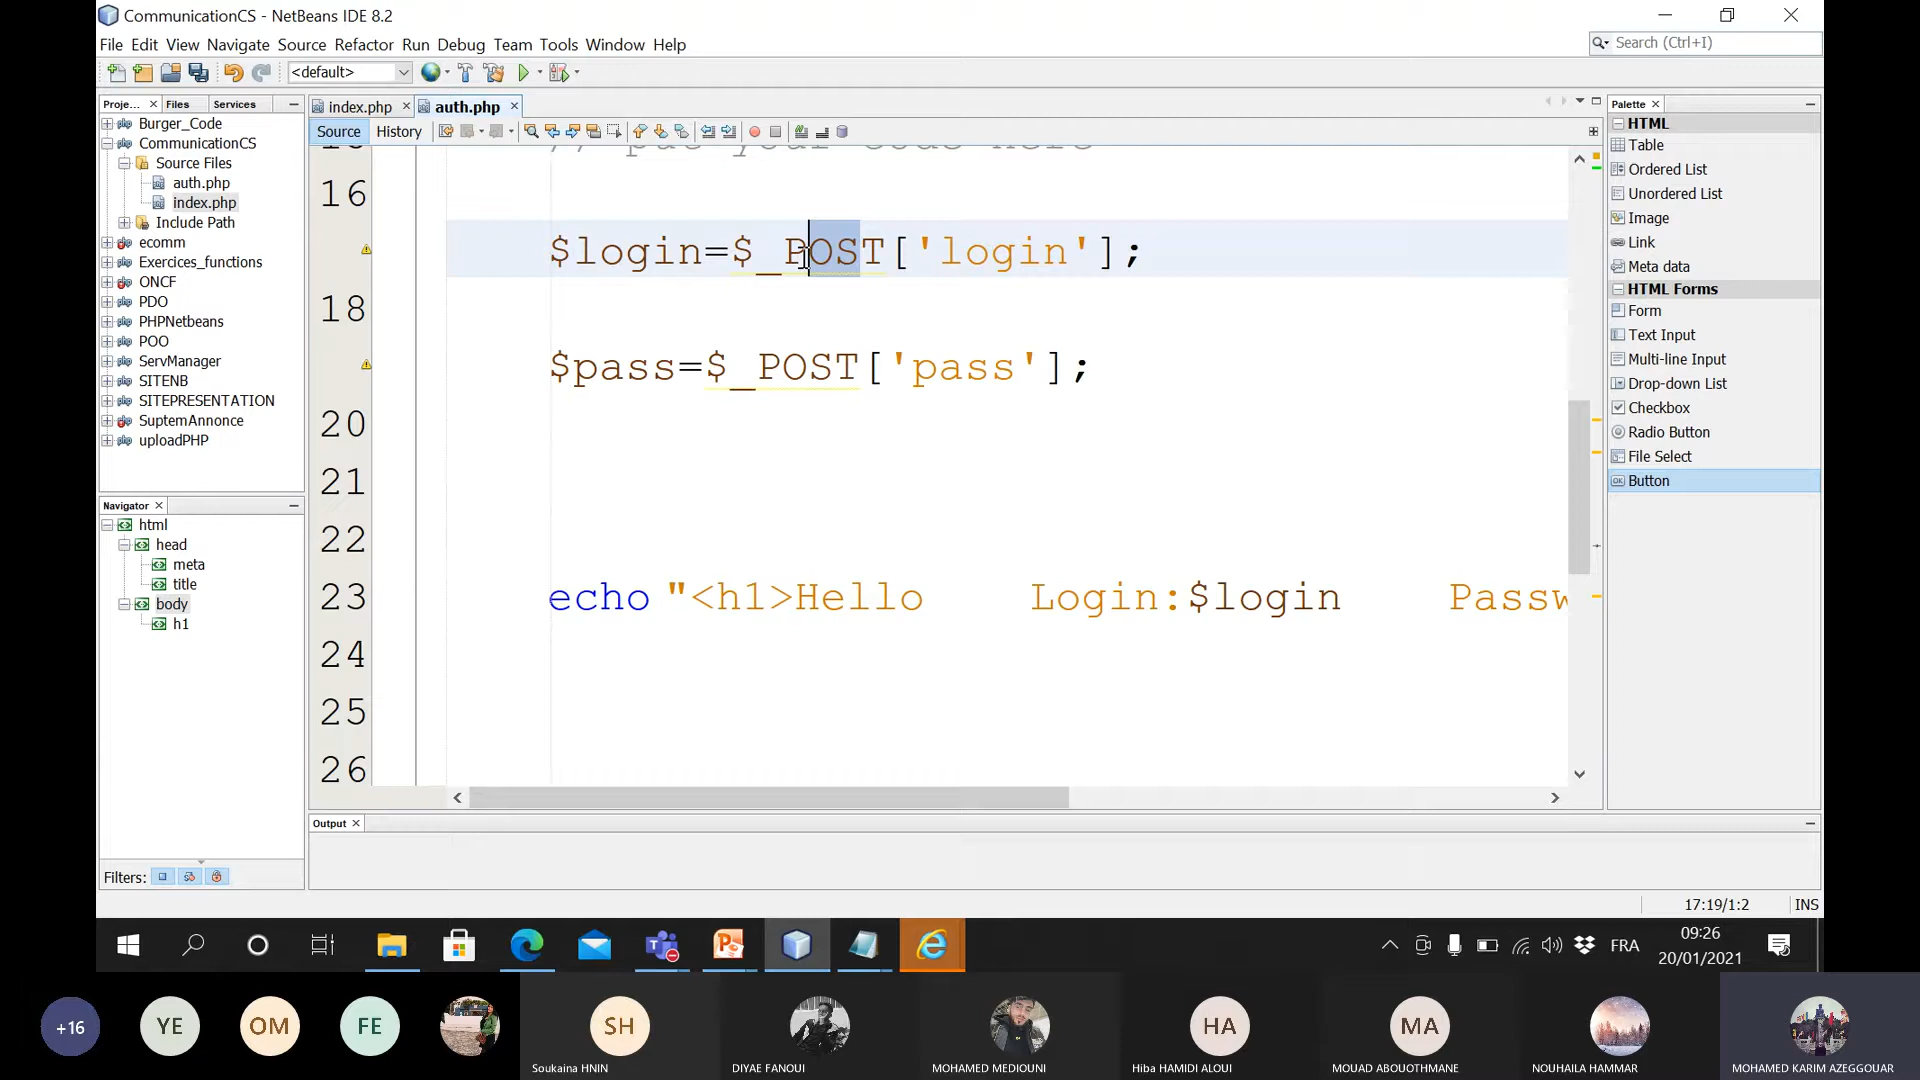 CommunicationCS - NetBeans IDE 8.2
File Edit View Navigate Source Refactor Run Debug Team Tools Window Help
Search (Ctrl+I)
<default>
Proje... Files Services
index.php auth.php
Palette
Source History
Burger_Code
CommunicationCS
Source Files
auth.php
index.php
Include Path
ecomm
Exercices_functions
ONCF
PDO
PHPNetbeans
POO
ServManager
SITENB
SITEPRESENTATION
SuptemAnnonce
uploadPHP
Navigator
html
head
meta
title
body
h1
Filters:
// put your code here
16
$login=$_POST['login'];
18
$pass=$_POST['pass'];
20
21
22
23 echo "<h1>Hello Login:$login Passw
24
25
26
HTML
Table
Ordered List
Unordered List
Image
Link
Meta data
HTML Forms
Form
Text Input
Multi-line Input
Drop-down List
Checkbox
Radio Button
File Select
Button
Output
17:19/1:2 INS
FRA
09:26
20/01/2021
+16
YE
OM
FE
SH
HA
MA
Soukaina HNIN
DIYAE FANOUI
MOHAMED MEDIOUNI
Hiba HAMIDI ALOUI
MOUAD ABOUOTHMANE
NOUHAILA HAMMAR
MOHAMED KARIM AZEGGOUAR